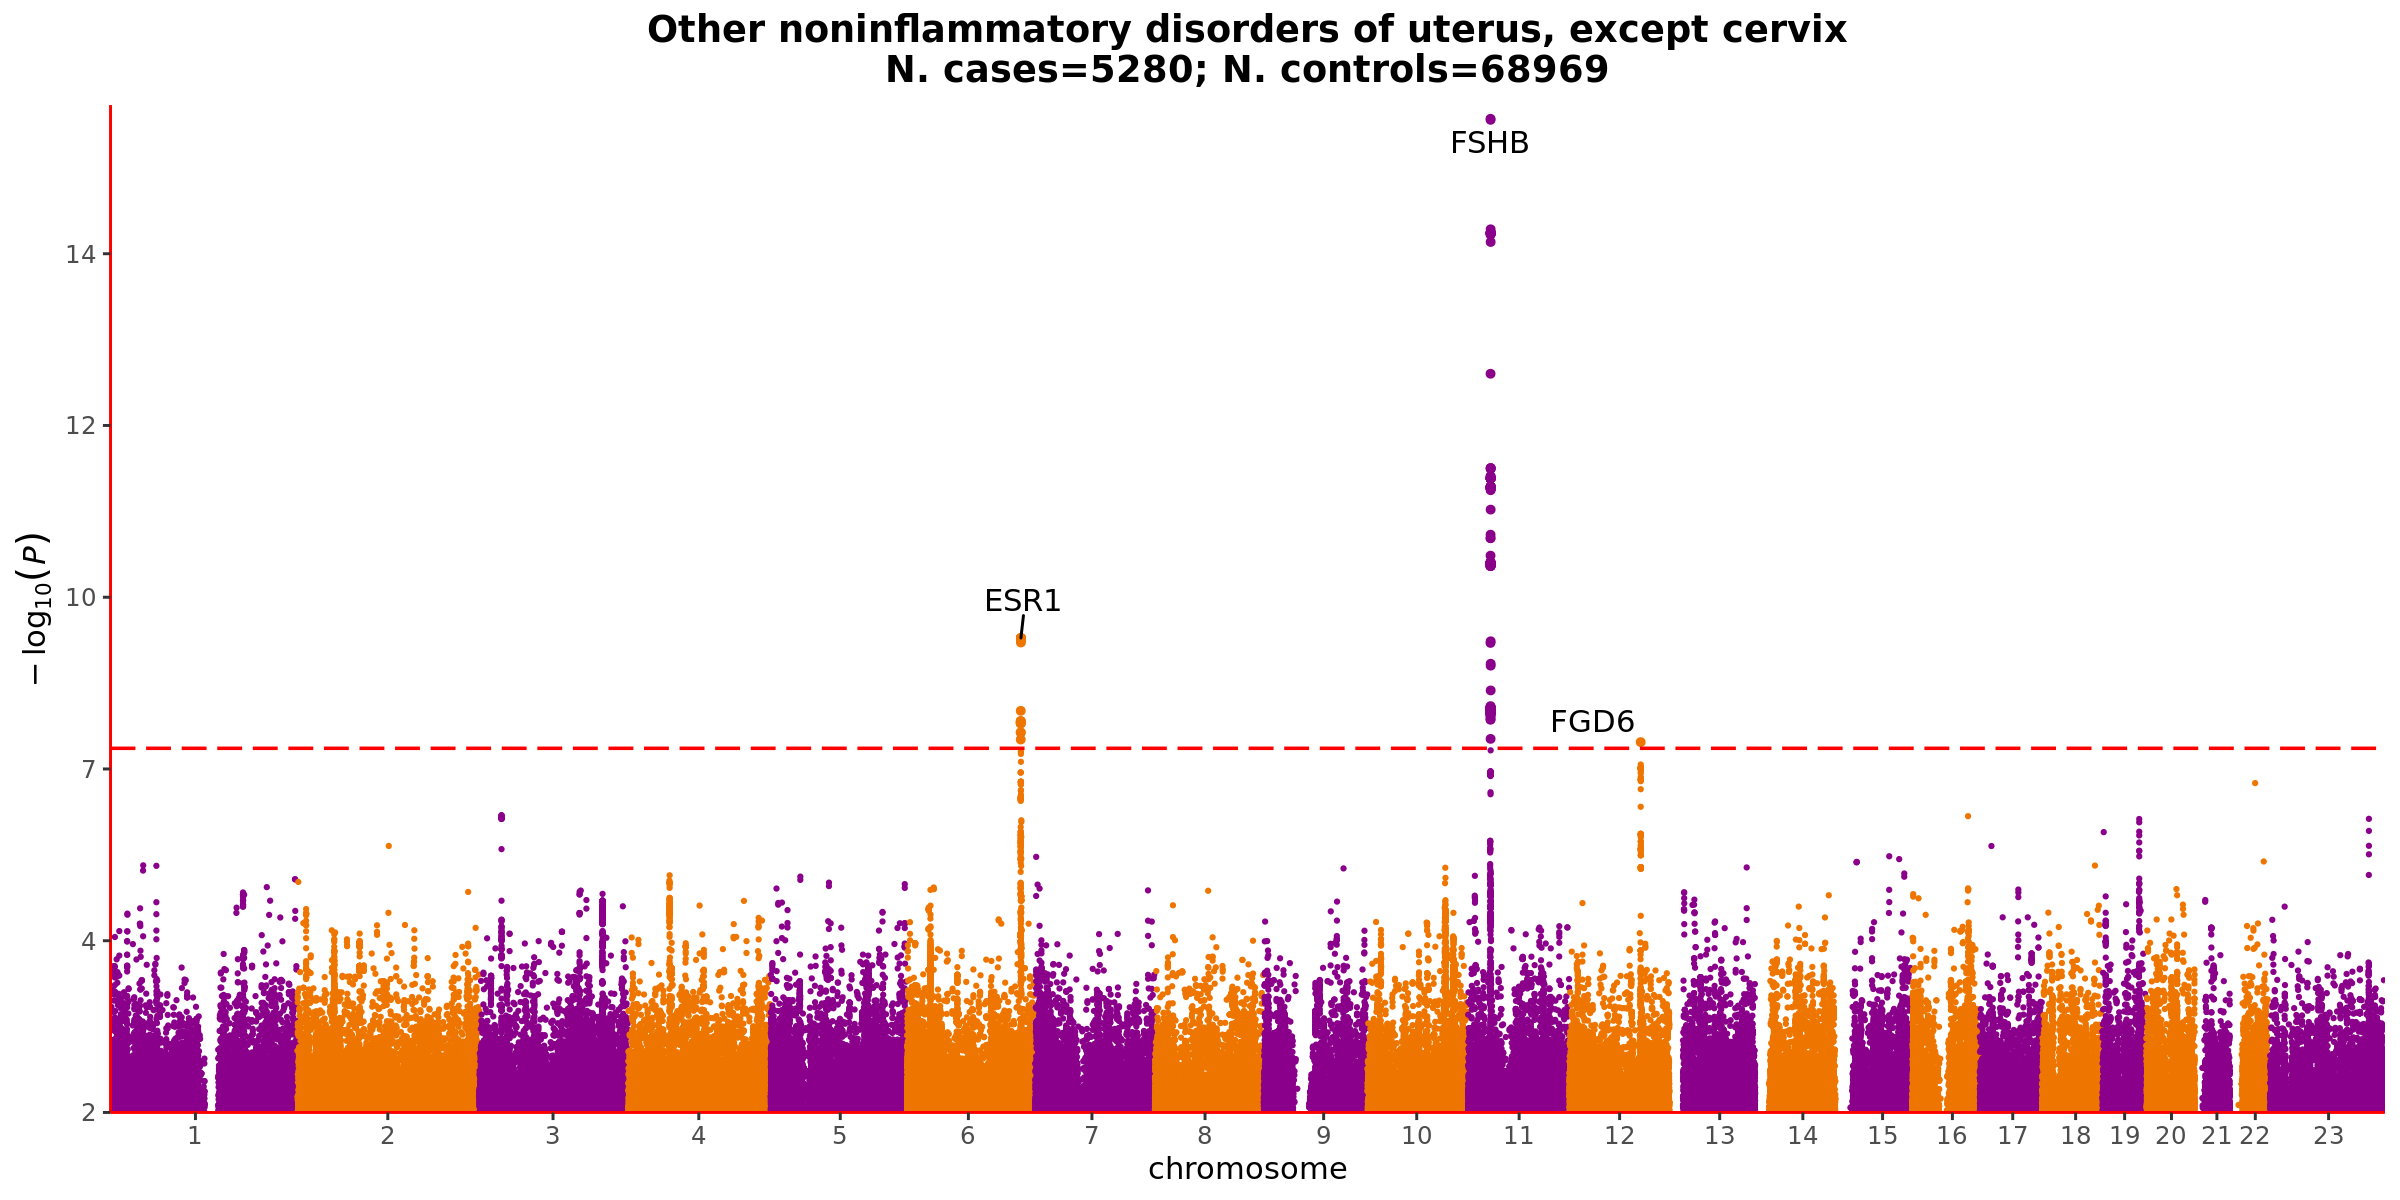 Other noninflammatory disorders of uterus, except cervix
N. cases=5280; N. controls=68969
FSHB
14
12
− log10(P)
10
ESR1
FGD6
7
4
2
1 2 3 4 5 6 7 8 9 10 11 12 13 14 15 16 17 18 19 20 21 22 23
chromosome